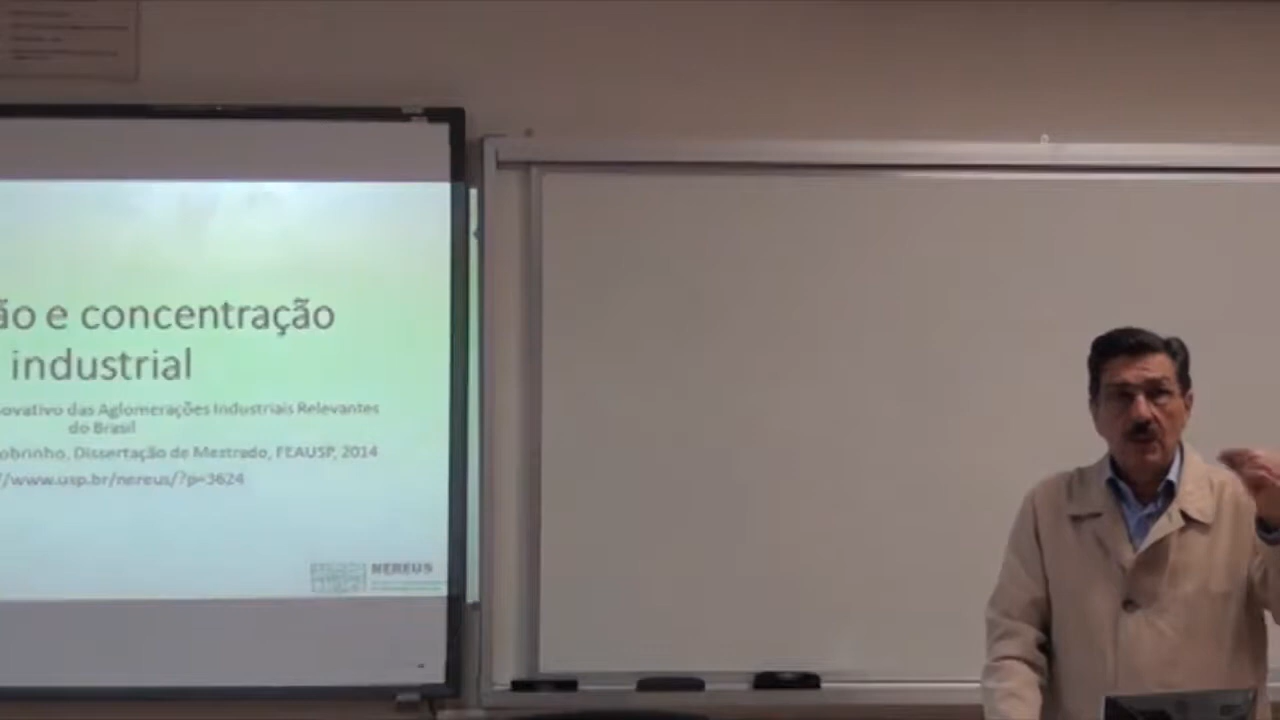 ão e concentração
industrial
ovativo das Aglomerações Industriais Relevantes
do Brasil
obrinho, Dissertação de Mestrado, FEAUSP, 2014
//www.usp.br/nereus/?p=3624
NEREUS